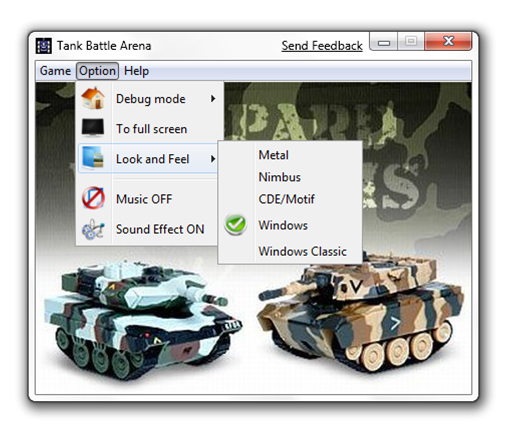 Tank Battle Arena
Send Feedback
Game Option Help
Debug mode
To full screen
Look and Feel
Music OFF
Sound Effect ON
Metal
Nimbus
CDE/Motif
Windows
Windows Classic